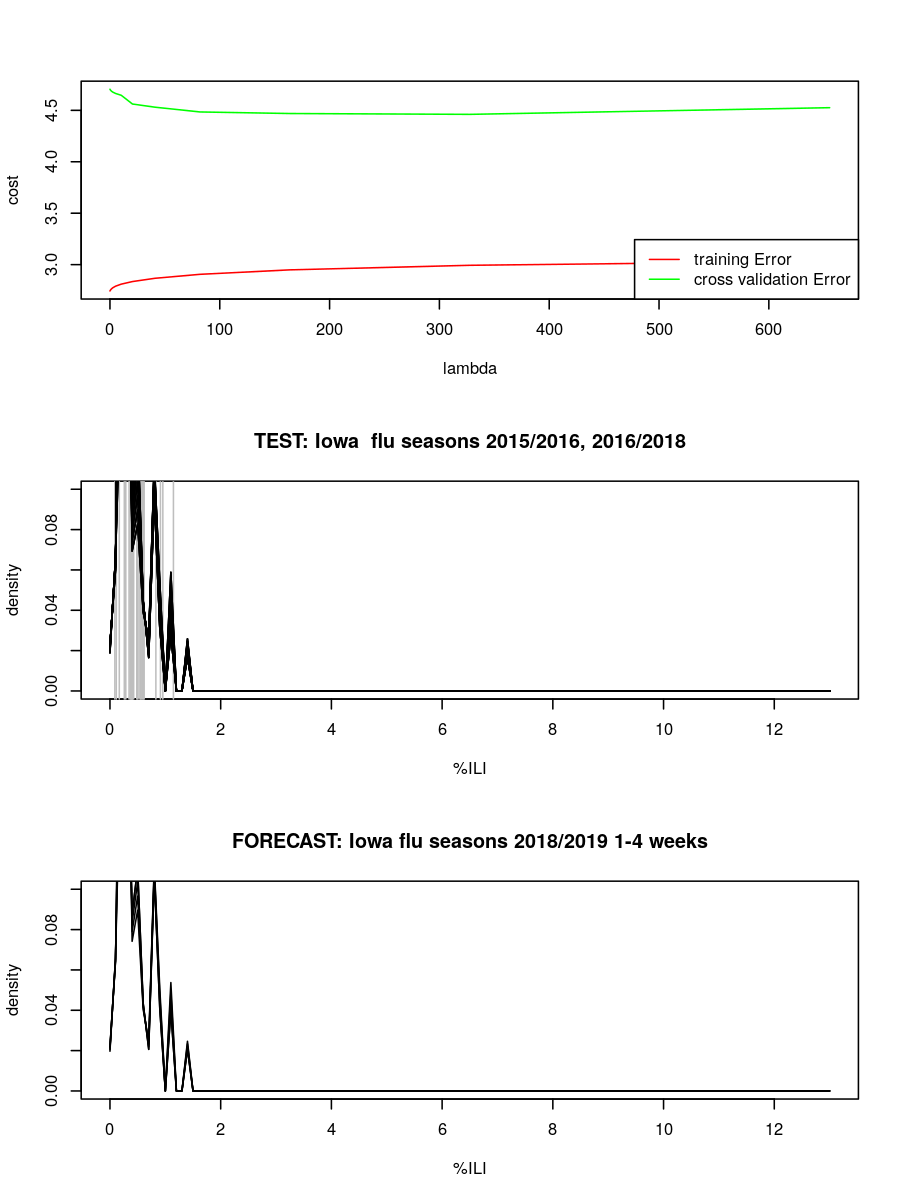 cost
4.5
4.0
3.5
3.0
training Error
cross validation Error
0 100 200 300 400 500 600
lambda
TEST: Iowa  flu seasons 2015/2016, 2016/2018
density
0.08
0.04
0.00
0 2 4 6 8 10 12
%ILI
FORECAST: Iowa flu seasons 2018/2019 1-4 weeks
density
0.08
0.04
0.00
0 2 4 6 8 10 12
%ILI